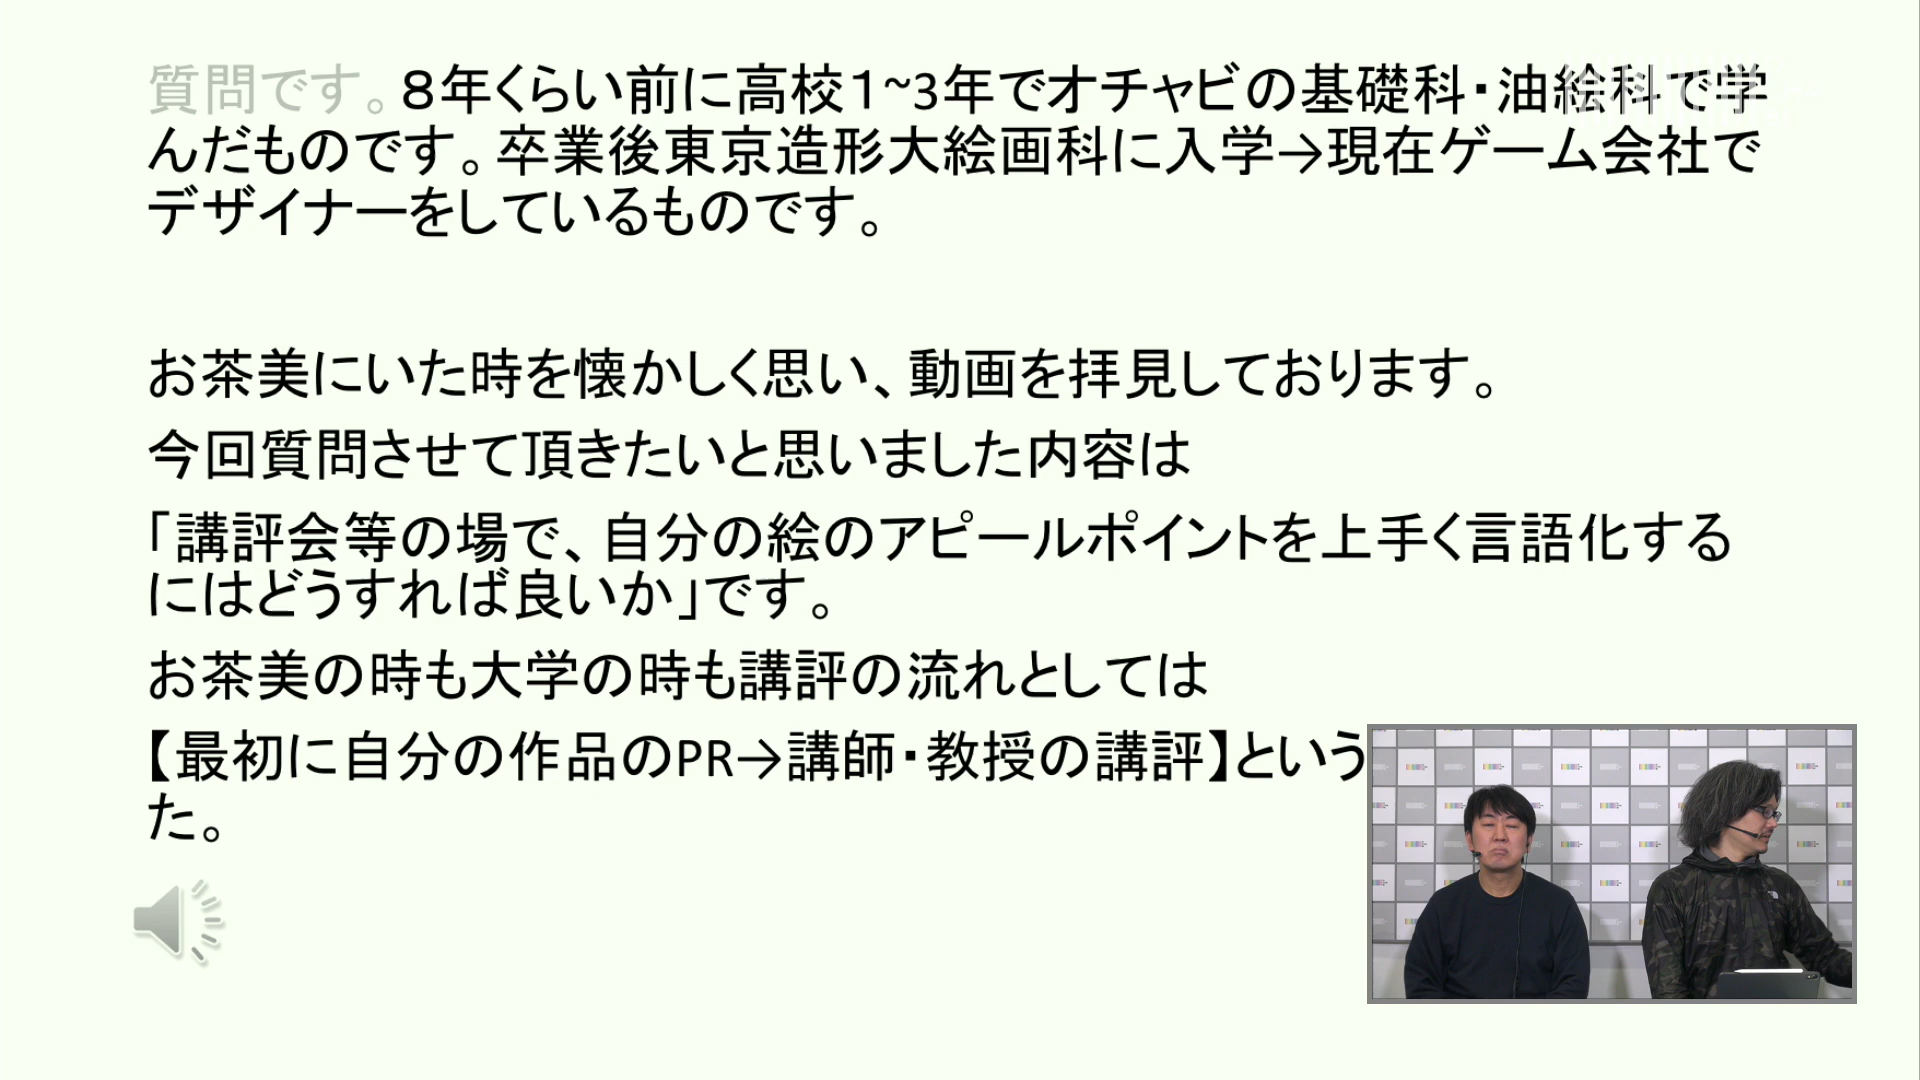 質問です。８年くらい前に高校１~3年でオチャビの基礎科・油絵科で学
んだものです。卒業後東京造形大絵画科に入学→現在ゲーム会社で
デザイナーをしているものです。
お茶美にいた時を懐かしく思い、動画を拝見しております。
今回質問させて頂きたいと思いました内容は
「講評会等の場で、自分の絵のアピールポイントを上手く言語化する
にはどうすれば良いか」です。
お茶美の時も大学の時も講評の流れとしては
【最初に自分の作品のPR→講師・教授の講評】という
た。